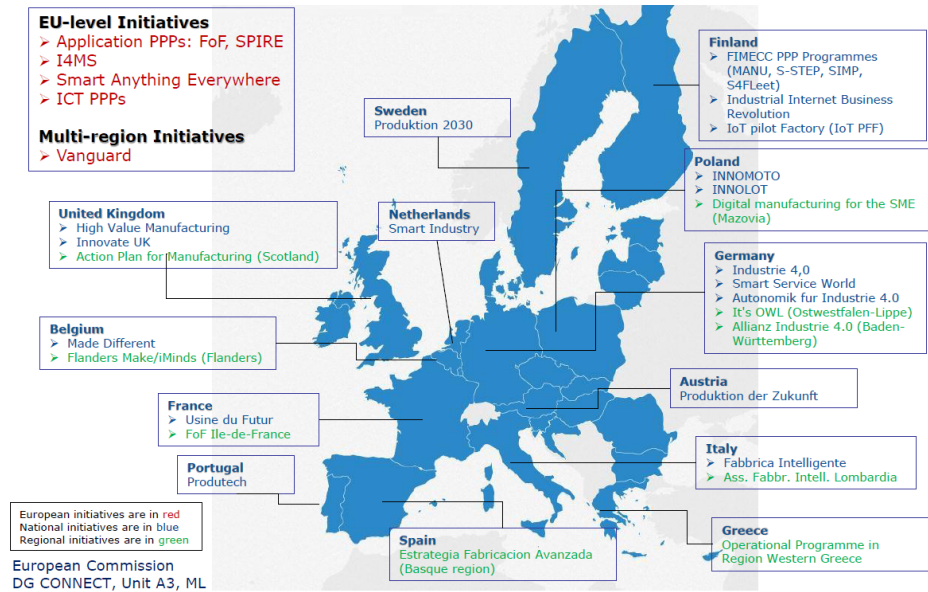 EU-level Initiatives
➢ Application PPPs: FoF, SPIRE
➢ I4MS
➢ Smart Anything Everywhere
➢ ICT PPPs
Multi-region Initiatives
➢ Vanguard
Finland
➢ FIMECC PPP Programmes
(MANU, S-STEP, SIMP,
S4FLeet)
➢ Industrial Internet Business
Revolution
➢ IoT pilot Factory (IoT PFF)
Sweden
Produktion 2030
Poland
➢ INNOMOTO
➢ INNOLOT
➢ Digital manufacturing for the SME
(Mazovia)
United Kingdom
➢ High Value Manufacturing
➢ Innovate UK
➢ Action Plan for Manufacturing (Scotland)
Netherlands
Smart Industry
Germany
➢ Industrie 4,0
➢ Smart Service World
➢ Autonomik fur Industrie 4.0
➢ It's OWL (Ostwestfalen-Lippe)
➢ Allianz Industrie 4.0 (Baden-
Württemberg)
Belgium
➢ Made Different
➢ Flanders Make/iMinds (Flanders)
Austria
Produktion der Zukunft
France
➢ Usine du Futur
➢ FoF Ile-de-France
Italy
➢ Fabbrica Intelligente
➢ Ass. Fabbr. Intell. Lombardia
Portugal
Produtech
European initiatives are in red
National initiatives are in blue
Regional initiatives are in green
Spain
Estrategia Fabricacion Avanzada
(Basque region)
Greece
Operational Programme in
Region Western Greece
European Commission
DG CONNECT, Unit A3, ML